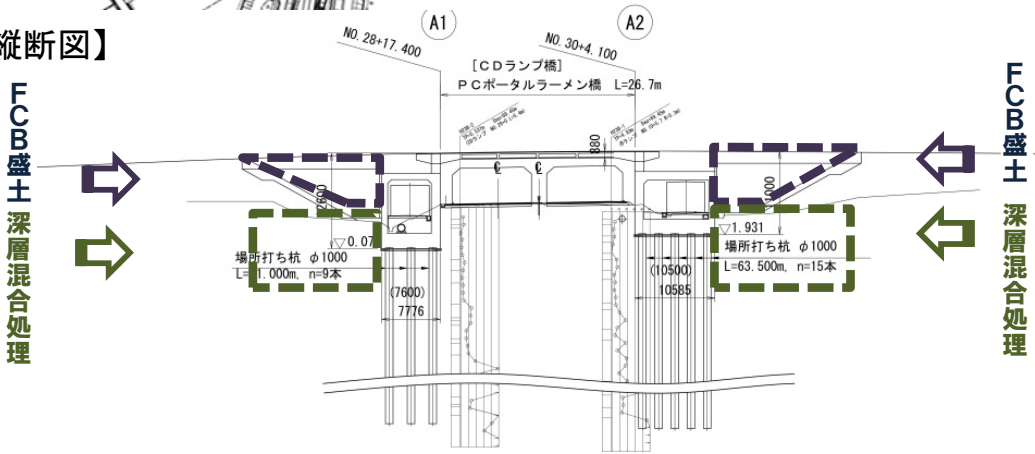 縦断図】
A1
A2
NO.28+17.400
NO.30+4.100
[CDランプ橋]
PCポータルラーメン橋 L=26.7m
FCB盛土
深層混合処理
FCB盛土
深層混合処理
880
▽0.07
▽1.931
場所打ち杭 φ1000
場所打ち杭 φ1000
L=63.500m, n=15本
(7600)
7776
(10500)
10585